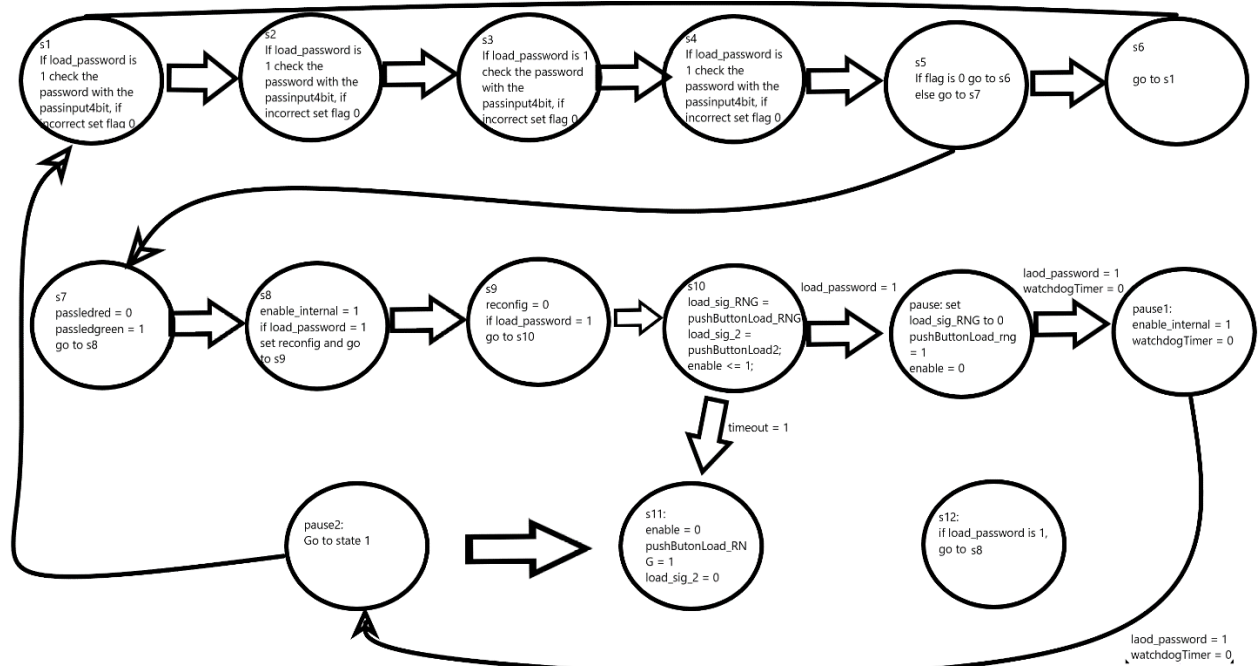 s1
If load_password is
1 check the
password with the
passinput4bit, if
incorrect set flag 0
s2
If load_password is
1 check the
password with the
passinput4bit, if
incorrect set flag 0
s3
If load_password is 1
check the password
with the
passinput4bit, if
incorrect set flag 0
s4
If load_password is
1 check the
password with the
passinput4bit, if
incorrect set flag 0
s5
If flag is 0 go to s6
else go to s7
s6
go to s1
s7
passledred = 0
passledgreen = 1
go to s8
s8
enable_internal = 1
if load_password = 1
set reconfig and go
to s9
s9
reconfig = 0
if load_password = 1
go to s10
s10
load_sig_RNG =
pushButtonLoad_RNG
load_sig_2 =
pushButtonLoad2;
enable <= 1;
load_password = 1
pause: set
load_sig_RNG to 0
pushButtonLoad_rng
= 1
enable = 0
laod_password = 1
watchdogTimer = 0
pause1:
enable_internal = 1
watchdogTimer = 0
timeout = 1
pause2:
Go to state 1
s11:
enable = 0
pushButonLoad_RN
G = 1
load_sig_2 = 0
s12:
if load_password is 1,
go to s8
laod_password = 1
watchdogTimer = 0